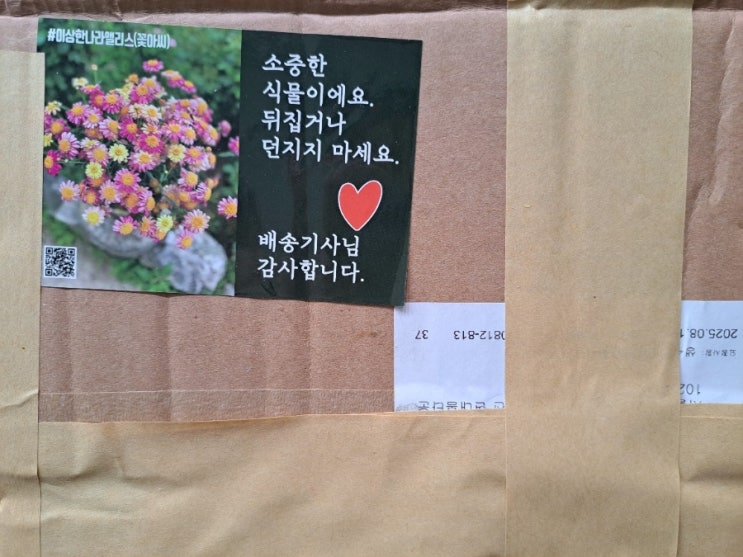 #이상한나라앨리스(꽃아씨)
소중한
식물이에요.
뒤집거나
던지지 마세요.
배송기사님
감사합니다.
37 0812-813
2025.08.1
102